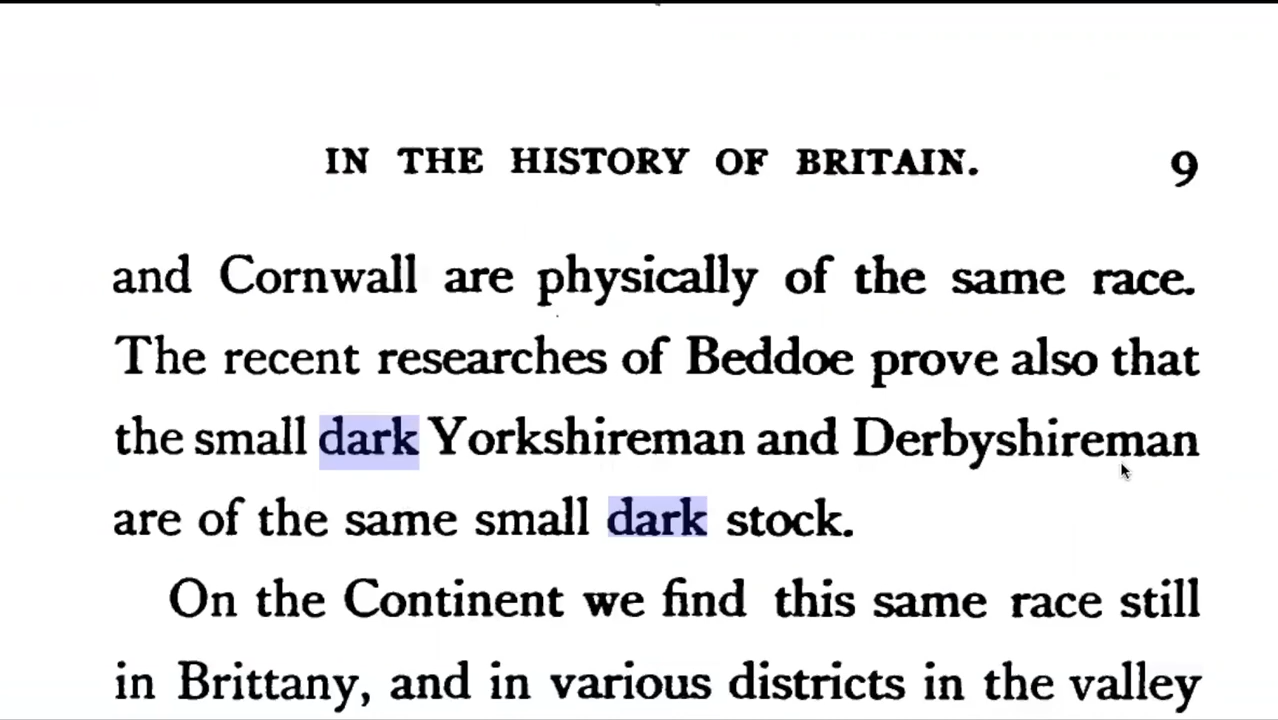 IN THE HISTORY OF BRITAIN. 9
and Cornwall are physically of the same race.
The recent researches of Beddoe prove also that
the small dark Yorkshireman and Derbyshireman
are of the same small dark stock.
On the Continent we find this same race still
in Brittany, and in various districts in the valley